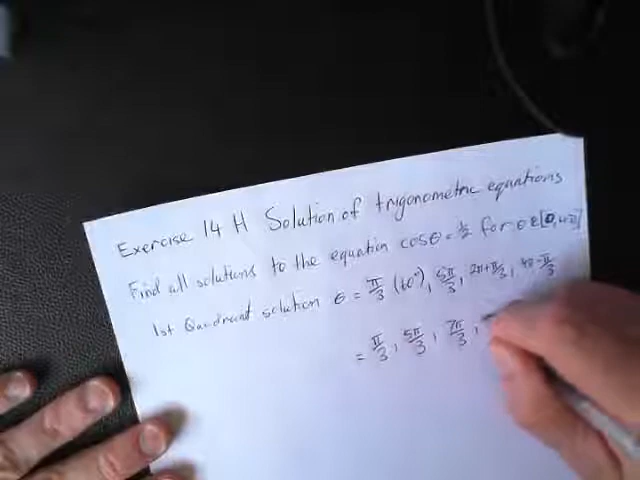 Exercise 14 H Solution of trigonometric equations
Find all solutions to the equation cosθ = ½ for θ ε [0, 4π]
1st Quadrant solution θ = π/3 (60°), 5π/3, 2π+π/3, 4π-π/3
= π/3, 5π/3, 7π/3,